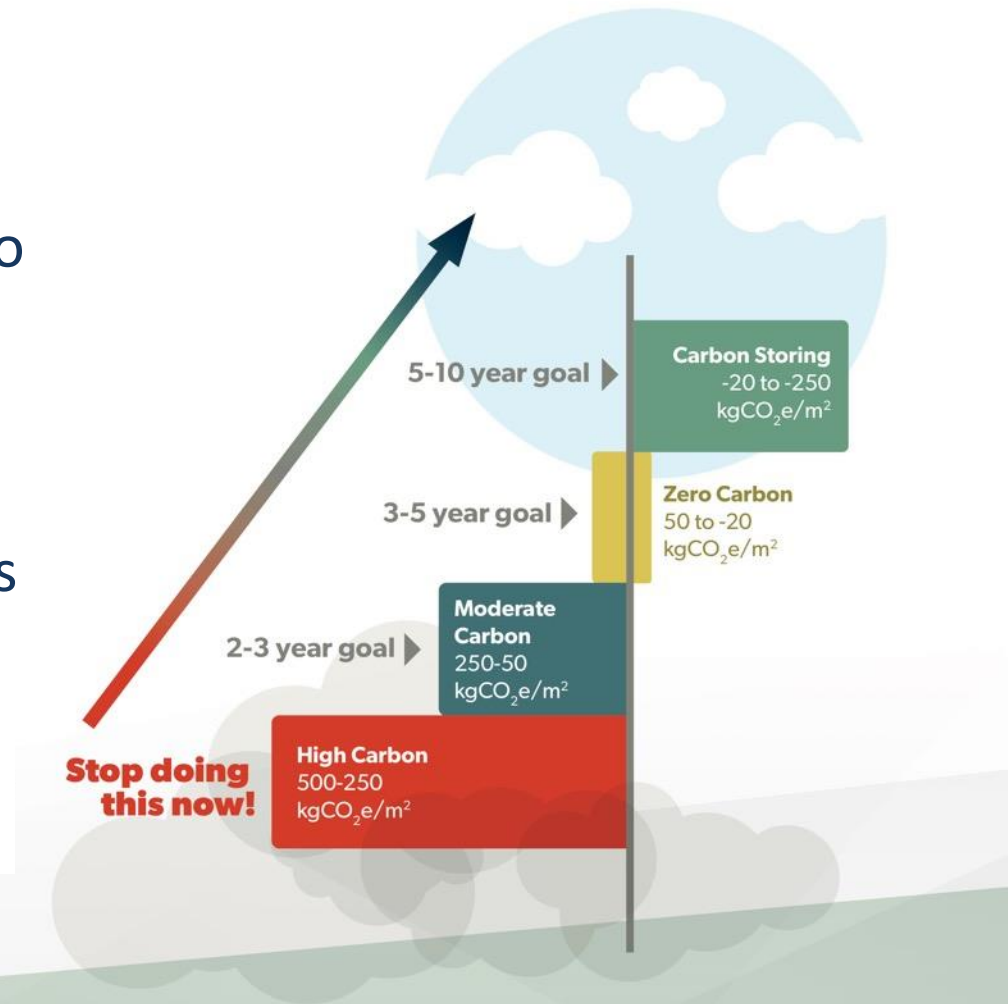 o
5-10 year goal
Carbon Storing
-20 to -250
kgCO₂e/m²
3-5 year goal
Zero Carbon
50 to -20
kgCO₂e/m²
s
2-3 year goal
Moderate
Carbon
250-50
kgCO₂e/m²
Stop doing
this now!
High Carbon
500-250
kgCO₂e/m²